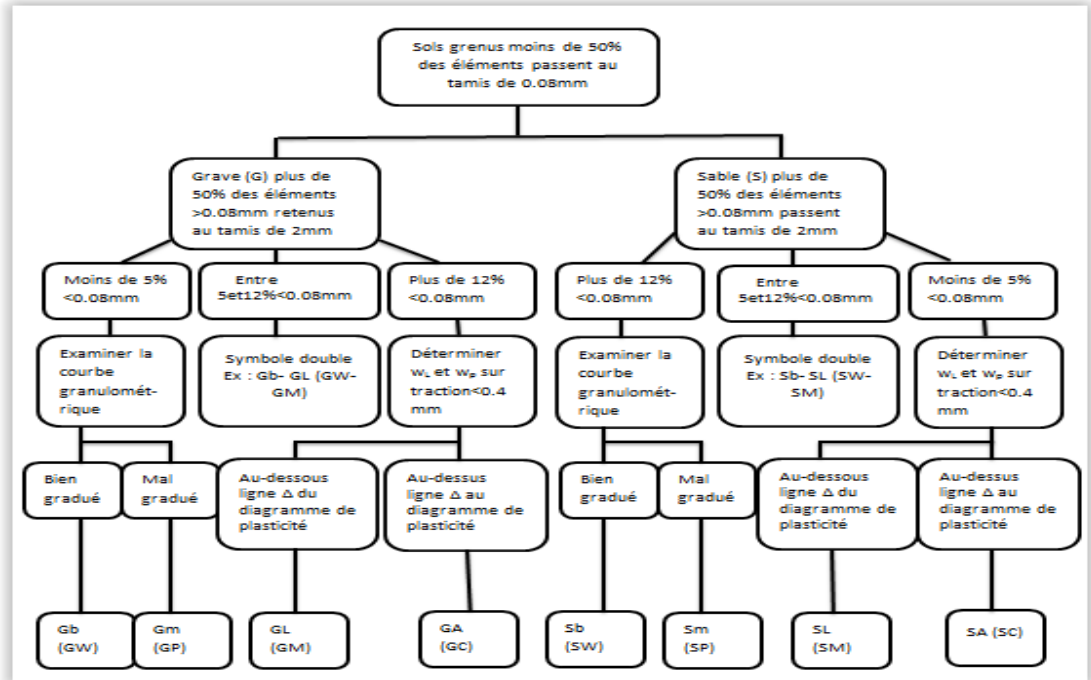 Sols grenus moins de 50%
des éléments passent au
tamis de 0.08mm
Grave (G) plus de
50% des éléments
>0.08mm retenus
au tamis de 2mm
Sable (S) plus de
50% des éléments
>0.08mm passent
au tamis de 2mm
Moins de 5%
<0.08mm
Entre
5et12%<0.08mm
Plus de 12%
<0.08mm
Plus de 12%
<0.08mm
Entre
5et12%<0.08mm
Moins de 5%
<0.08mm
Examiner la
courbe
granulomét-
rique
Symbole double
Ex : Gb- GL (GW-
GM)
Déterminer
wL et wP sur
traction<0.4
mm
Examiner la
courbe
granulomét-
rique
Symbole double
Ex : Sb- SL (SW-
SM)
Déterminer
wL et wP sur
traction<0.4
mm
Bien
gradué
Mal
gradué
Au-dessous
ligne Δ du
diagramme de
plasticité
Au-dessus
ligne Δ au
diagramme de
plasticité
Bien
gradué
Mal
gradué
Au-dessous
ligne Δ du
diagramme de
plasticité
Au-dessus
ligne Δ au
diagramme de
plasticité
Gb
(GW)
Gm
(GP)
GL
(GM)
GA
(GC)
Sb
(SW)
Sm
(SP)
SL
(SM)
SA (SC)